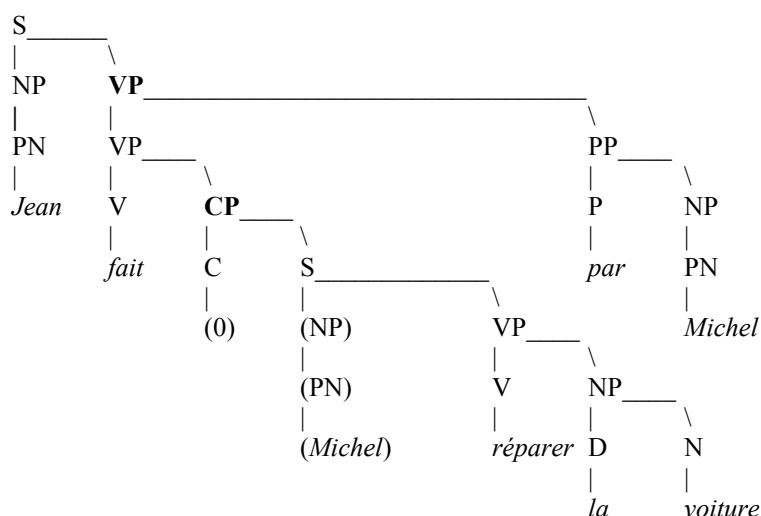 S
NP VP
PN VP PP
Jean V CP P NP
fait C S par PN
(0) (NP) VP Michel
(PN) V NP
(Michel) réparer D N
la voiture